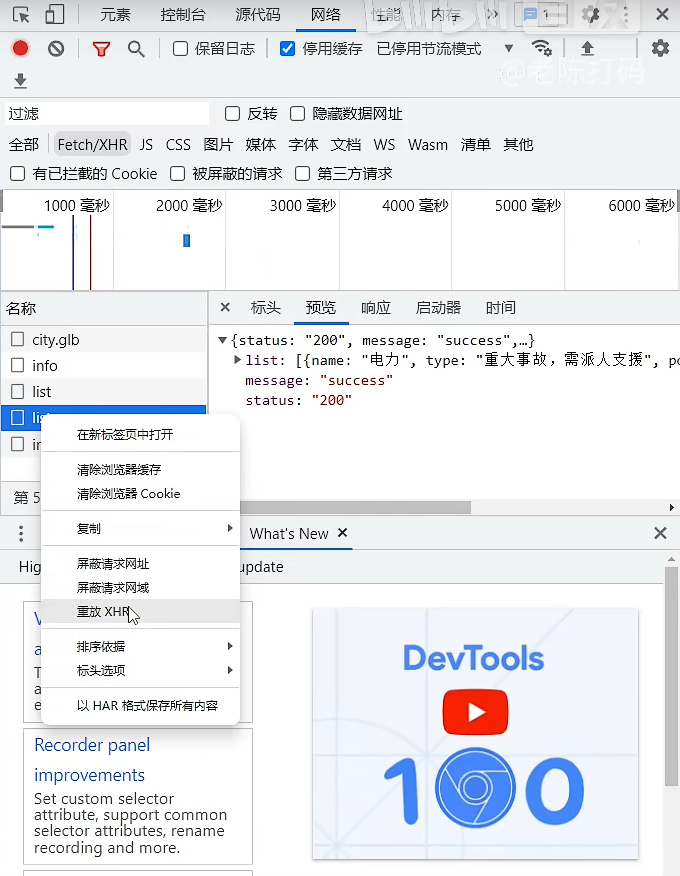 元素 控制台 源代码 网络 性能 内存 1
保留日志 停用缓存 已停用节流模式
@老陈打码
过滤 反转 隐藏数据网址
全部 Fetch/XHR JS CSS 图片 媒体 字体 文档 WS Wasm 清单 其他
有已拦截的 Cookie 被屏蔽的请求 第三方请求
1000 毫秒 2000 毫秒 3000 毫秒 4000 毫秒 5000 毫秒 6000 毫秒
名称 标头 预览 响应 启动器 时间
city.glb
info
list
▼{status: "200", message: "success",…}
▶list: [{name: "电力", type: "重大事故，需派人支援", po
message: "success"
status: "200"
在新标签页中打开
清除浏览器缓存
清除浏览器 Cookie
复制
屏蔽请求网址
屏蔽请求网域
重放 XHR
排序依据
标头选项
以 HAR 格式保存所有内容
第 5
What's New
Hig
update
Recorder panel
improvements
Set custom selector
attribute, support common
selector attributes, rename
recording and more.
DevTools
100